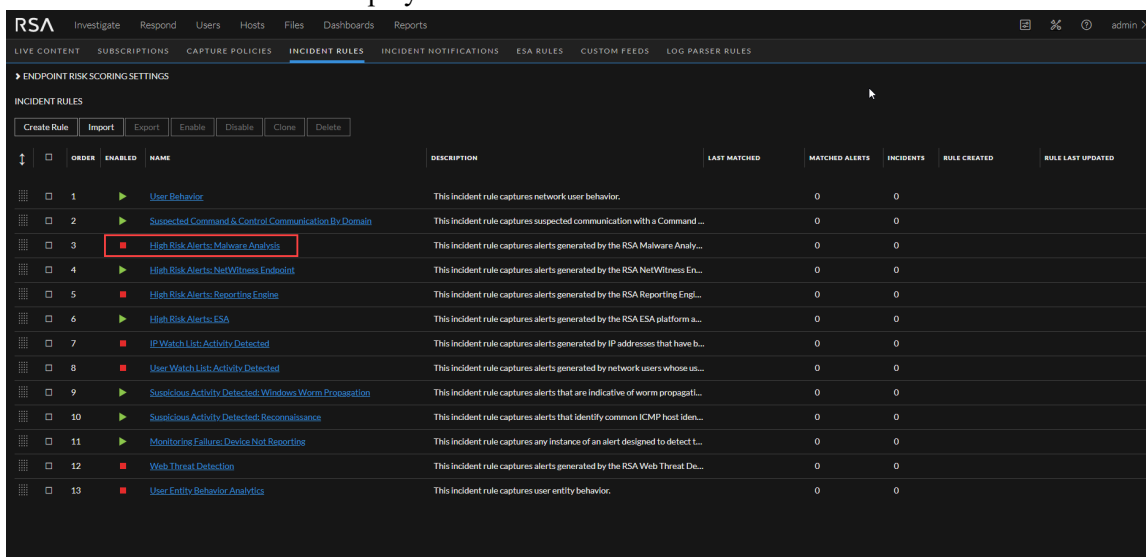 RSA Investigate Respond Users Hosts Files Dashboards Reports admin
LIVE CONTENT SUBSCRIPTIONS CAPTURE POLICIES INCIDENT RULES INCIDENT NOTIFICATIONS ESA RULES CUSTOM FEEDS LOG PARSER RULES
ENDPOINT RISK SCORING SETTINGS
INCIDENT RULES
Create Rule Import Export Enable Disable Clone Delete
ORDER ENABLED NAME DESCRIPTION LAST MATCHED MATCHED ALERTS INCIDENTS RULE CREATED RULE LAST UPDATED
1 User Behavior This incident rule captures network user behavior. 0 0
2 Suspected Command & Control Communication By Domain This incident rule captures suspected communication with a Command ... 0 0
3 High Risk Alerts: Malware Analysis This incident rule captures alerts generated by the RSA Malware Analy... 0 0
4 High Risk Alerts: NetWitness Endpoint This incident rule captures alerts generated by the RSA NetWitness En... 0 0
5 High Risk Alerts: Reporting Engine This incident rule captures alerts generated by the RSA Reporting Engi... 0 0
6 High Risk Alerts: ESA This incident rule captures alerts generated by the RSA ESA platform a... 0 0
7 IP Watch List: Activity Detected This incident rule captures alerts generated by IP addresses that have b... 0 0
8 User Watch List: Activity Detected This incident rule captures alerts generated by network users whose us... 0 0
9 Suspicious Activity Detected: Windows Worm Propagation This incident rule captures alerts that are indicative of worm propagati... 0 0
10 Suspicious Activity Detected: Reconnaissance This incident rule captures alerts that identify common ICMP host iden... 0 0
11 Monitoring Failure: Device Not Reporting This incident rule captures any instance of an alert designed to detect t... 0 0
12 Web Threat Detection This incident rule captures alerts generated by the RSA Web Threat De... 0 0
13 User Entity Behavior Analytics This incident rule captures user entity behavior. 0 0